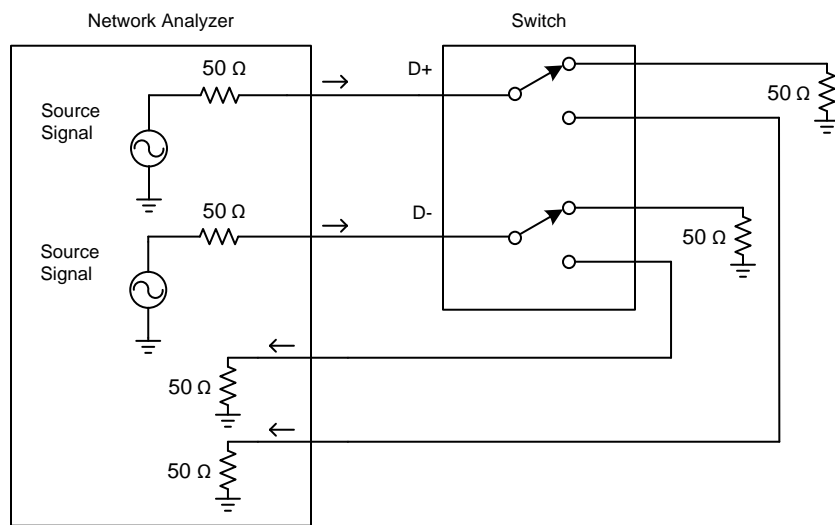 Network Analyzer
Switch
50 Ω
D+
50 Ω
Source
Signal
50 Ω
D-
50 Ω
Source
Signal
50 Ω
50 Ω